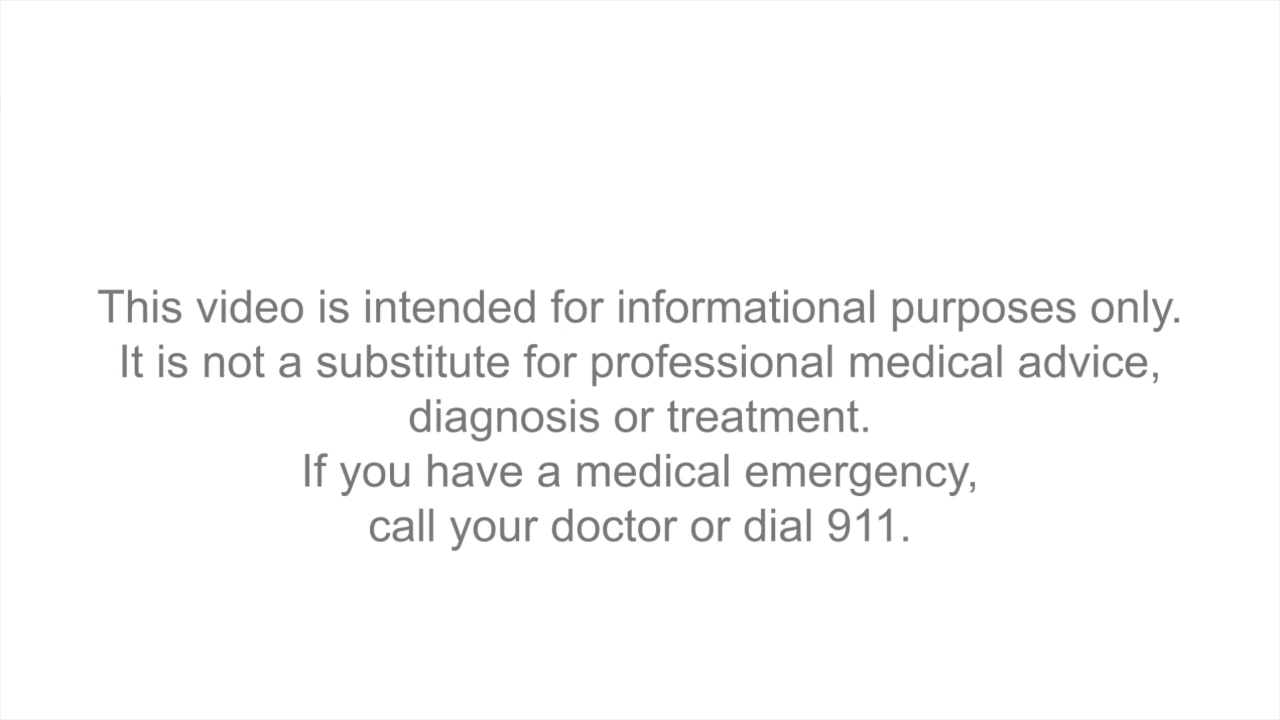 This video is intended for informational purposes only.
It is not a substitute for professional medical advice,
diagnosis or treatment.
If you have a medical emergency,
call your doctor or dial 911.